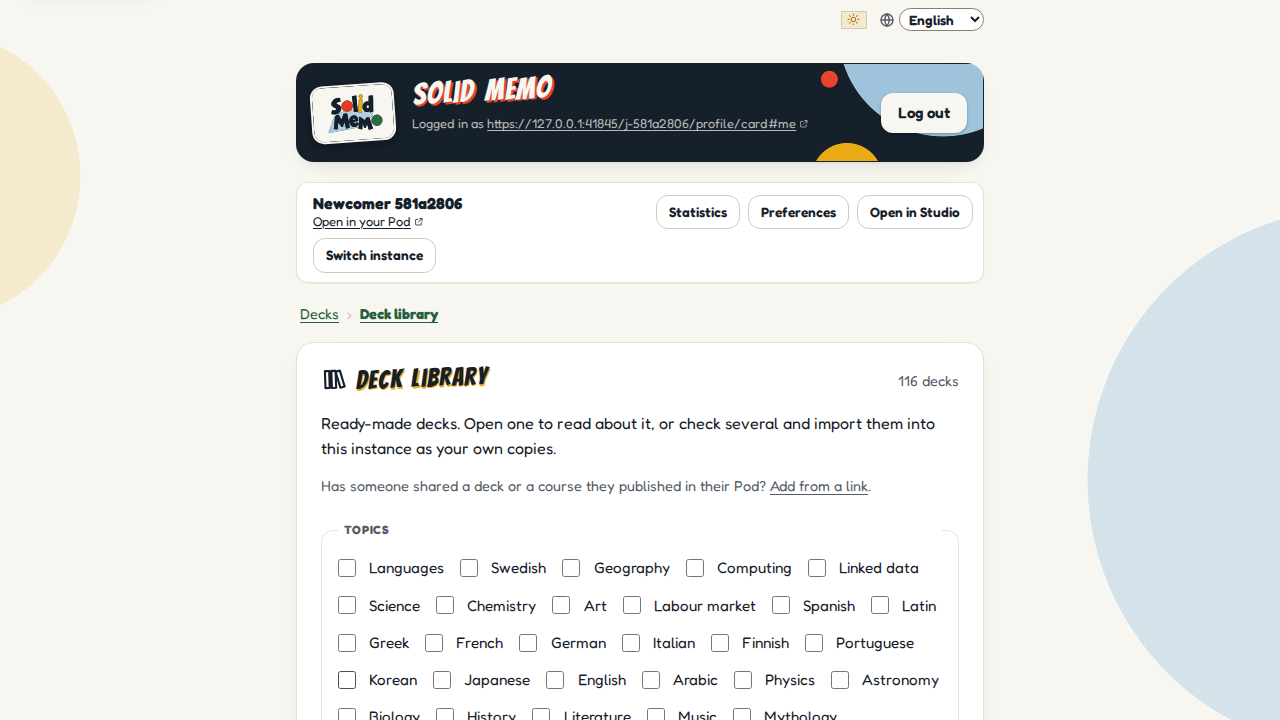 English
Solid Memo
SOLID MEMO
Logged in as https://127.0.0.1:41845/j-581a2806/profile/card#me
Log out
Newcomer 581a2806
Open in your Pod
Statistics
Preferences
Open in Studio
Switch instance
Decks › Deck library
DECK LIBRARY
116 decks
Ready-made decks. Open one to read about it, or check several and import them into
this instance as your own copies.
Has someone shared a deck or a course they published in their Pod? Add from a link.
TOPICS
Languages Swedish Geography Computing Linked data
Science Chemistry Art Labour market Spanish Latin
Greek French German Italian Finnish Portuguese
Korean Japanese English Arabic Physics Astronomy
Biology History Literature Music Mythology